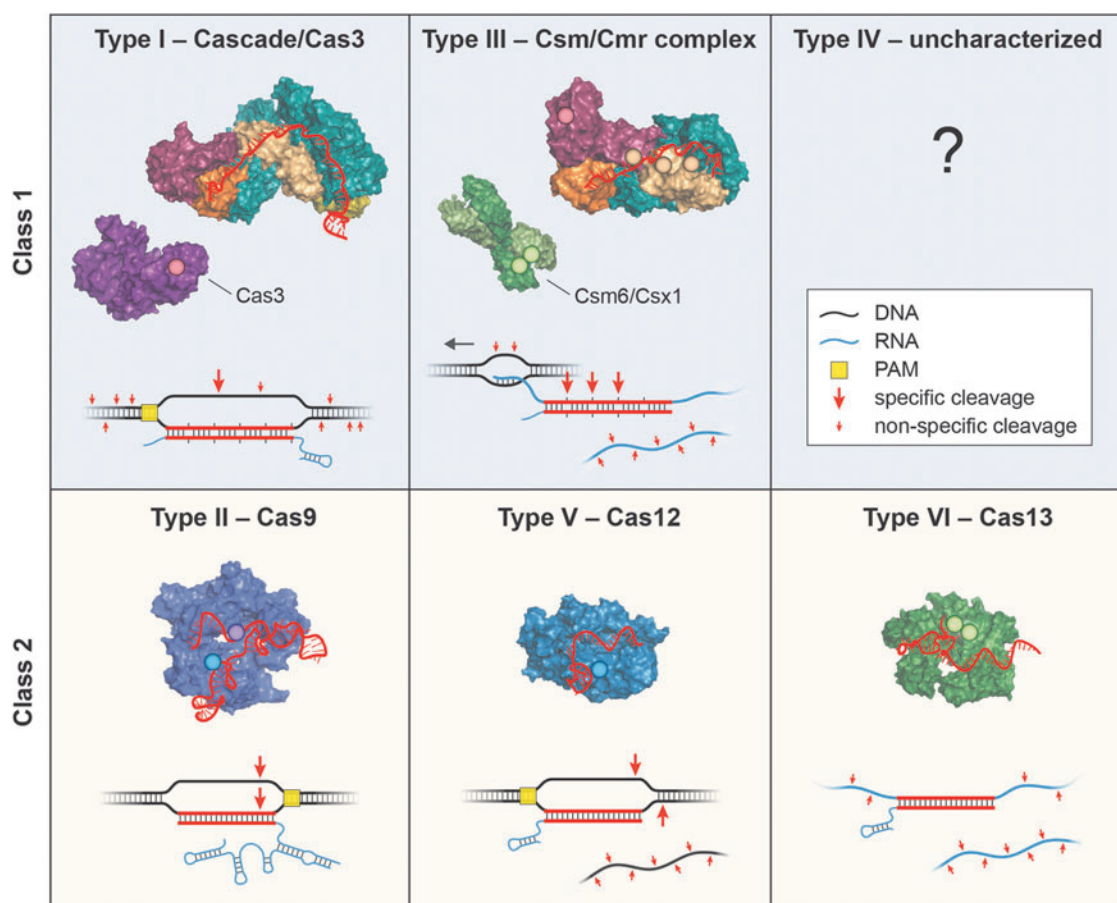 Type I – Cascade/Cas3
Type III – Csm/Cmr complex
Type IV – uncharacterized
Class 1
?
Cas3
Csm6/Csx1
DNA
RNA
PAM
specific cleavage
non-specific cleavage
Type II – Cas9
Type V – Cas12
Type VI – Cas13
Class 2